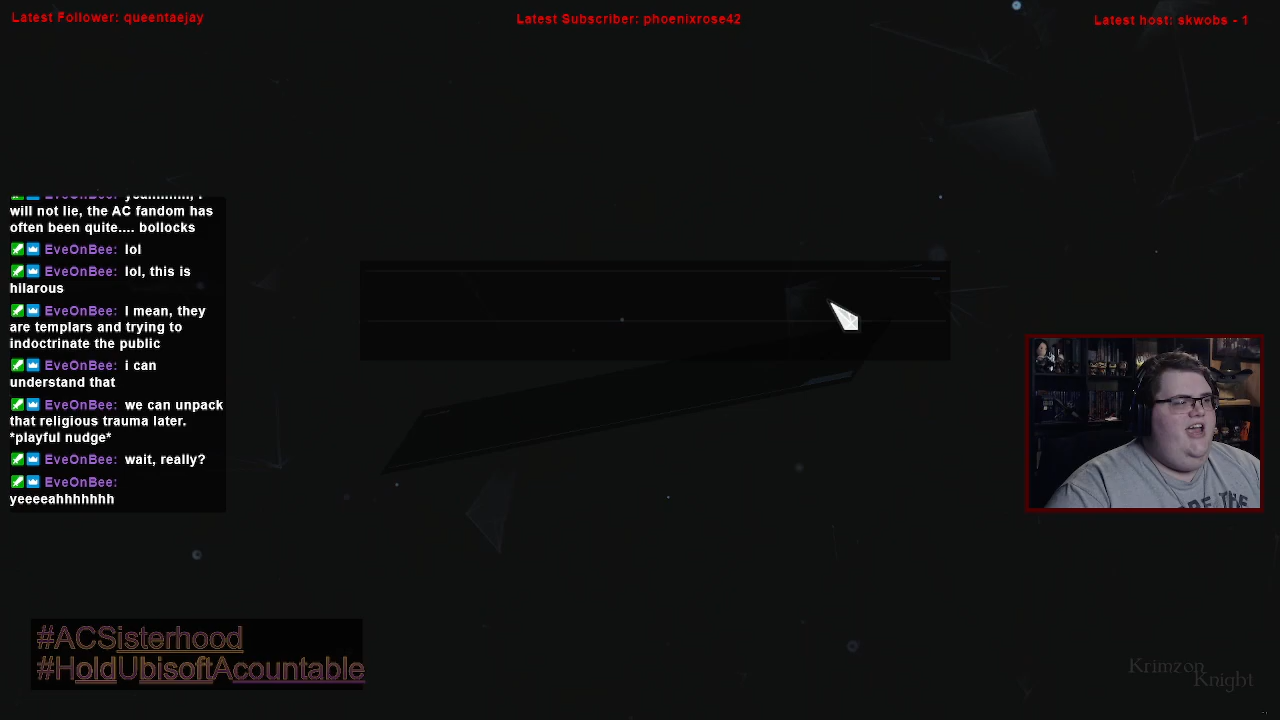 Latest Follower: queentaejay
Latest Subscriber: phoenixrose42
Latest host: skwobs - 1
will not lie, the AC fandom has
often been quite.... bollocks
EveOnBee: lol
EveOnBee: lol, this is
hilarous
EveOnBee: I mean, they
are templars and trying to
indoctrinate the public
EveOnBee: i can
understand that
EveOnBee: we can unpack
that religious trauma later.
*playful nudge*
EveOnBee: wait, really?
EveOnBee:
yeeeeahhhhhhh
#ACSisterhood
#HoldUbisoftAcountable
Krimzon
Knight